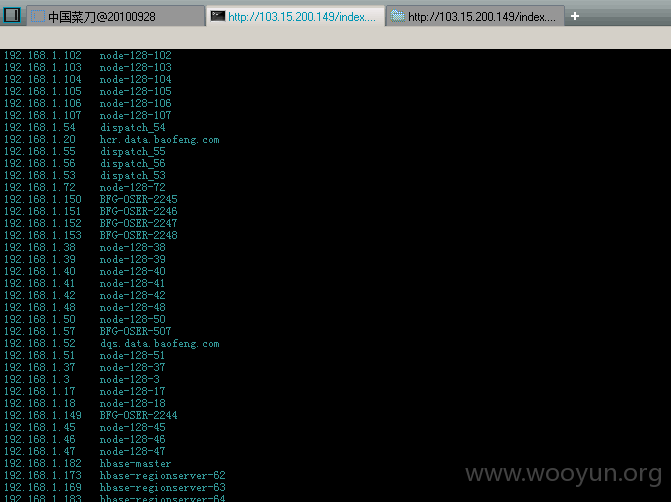 中国菜刀@20100928
http://103.15.200.149/index....
http://103.15.200.149/index....
192.168.1.102 node-128-102
192.168.1.103 node-128-103
192.168.1.104 node-128-104
192.168.1.105 node-128-105
192.168.1.106 node-128-106
192.168.1.107 node-128-107
192.168.1.54 dispatch_54
192.168.1.20 hcr.data.baofeng.com
192.168.1.55 dispatch_55
192.168.1.56 dispatch_56
192.168.1.53 dispatch_53
192.168.1.72 node-128-72
192.168.1.150 BFG-OSER-2245
192.168.1.151 BFG-OSER-2246
192.168.1.152 BFG-OSER-2247
192.168.1.153 BFG-OSER-2248
192.168.1.38 node-128-38
192.168.1.39 node-128-39
192.168.1.40 node-128-40
192.168.1.41 node-128-41
192.168.1.42 node-128-42
192.168.1.48 node-128-48
192.168.1.50 node-128-50
192.168.1.57 BFG-OSER-507
192.168.1.52 dqs.data.baofeng.com
192.168.1.51 node-128-51
192.168.1.37 node-128-37
192.168.1.3 node-128-3
192.168.1.17 node-128-17
192.168.1.18 node-128-18
192.168.1.149 BFG-OSER-2244
192.168.1.45 node-128-45
192.168.1.46 node-128-46
192.168.1.47 node-128-47
192.168.1.182 hbase-master
192.168.1.173 hbase-regionserver-62
192.168.1.169 hbase-regionserver-63
192.168.1.183 hbase-regionserver-64
www.wooyun.org